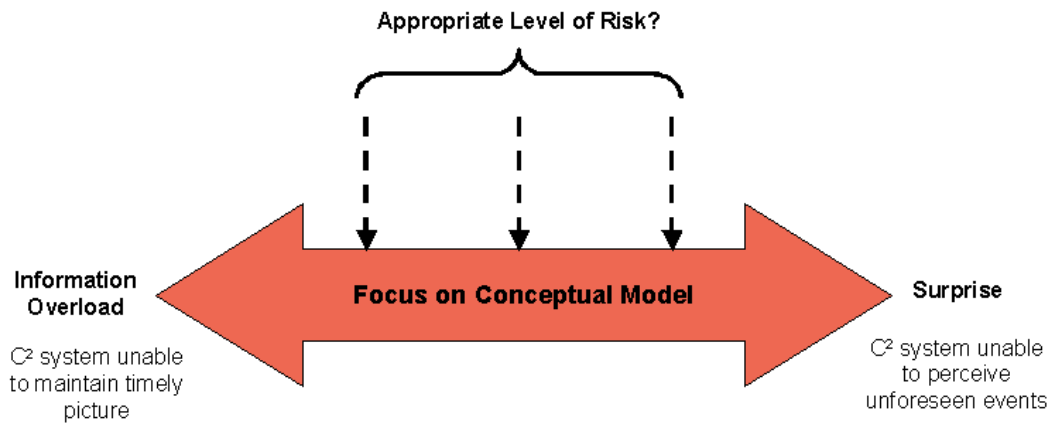 Appropriate Level of Risk?
Focus on Conceptual Model
Information
Overload
C² system unable
to maintain timely
picture
Surprise
C² system unable
to perceive
unforeseen events